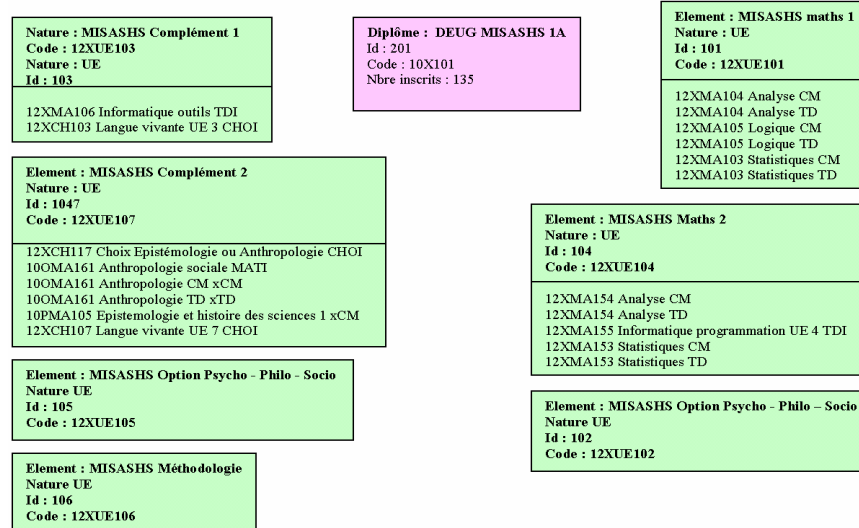 Nature : MISASHS Complément 1
Code : 12XUE103
Nature : UE
Id : 103
12XMA106 Informatique outils TDI
12XCH103 Langue vivante UE 3 CHOI
Diplôme : DEUG MISASHS 1A
Id : 201
Code : 10X101
Nbre inscrits : 135
Element : MISASHS maths 1
Nature : UE
Id : 101
Code : 12XUE101
12XMA104 Analyse CM
12XMA104 Analyse TD
12XMA105 Logique CM
12XMA105 Logique TD
12XMA103 Statistiques CM
12XMA103 Statistiques TD
Element : MISASHS Complément 2
Nature : UE
Id : 1047
Code : 12XUE107
12XCH117 Choix Epistémologie ou Anthropologie CHOI
10OMA161 Anthropologie sociale MATI
10OMA161 Anthropologie CM xCM
10OMA161 Anthropologie TD xTD
10PMA105 Epistemologie et histoire des sciences 1 xCM
12XCH107 Langue vivante UE 7 CHOI
Element : MISASHS Maths 2
Nature : UE
Id : 104
Code : 12XUE104
12XMA154 Analyse CM
12XMA154 Analyse TD
12XMA155 Informatique programmation UE 4 TDI
12XMA153 Statistiques CM
12XMA153 Statistiques TD
Element : MISASHS Option Psycho - Philo - Socio
Nature UE
Id : 105
Code : 12XUE105
Element : MISASHS Option Psycho - Philo – Socio
Nature UE
Id : 102
Code : 12XUE102
Element : MISASHS Méthodologie
Nature UE
Id : 106
Code : 12XUE106